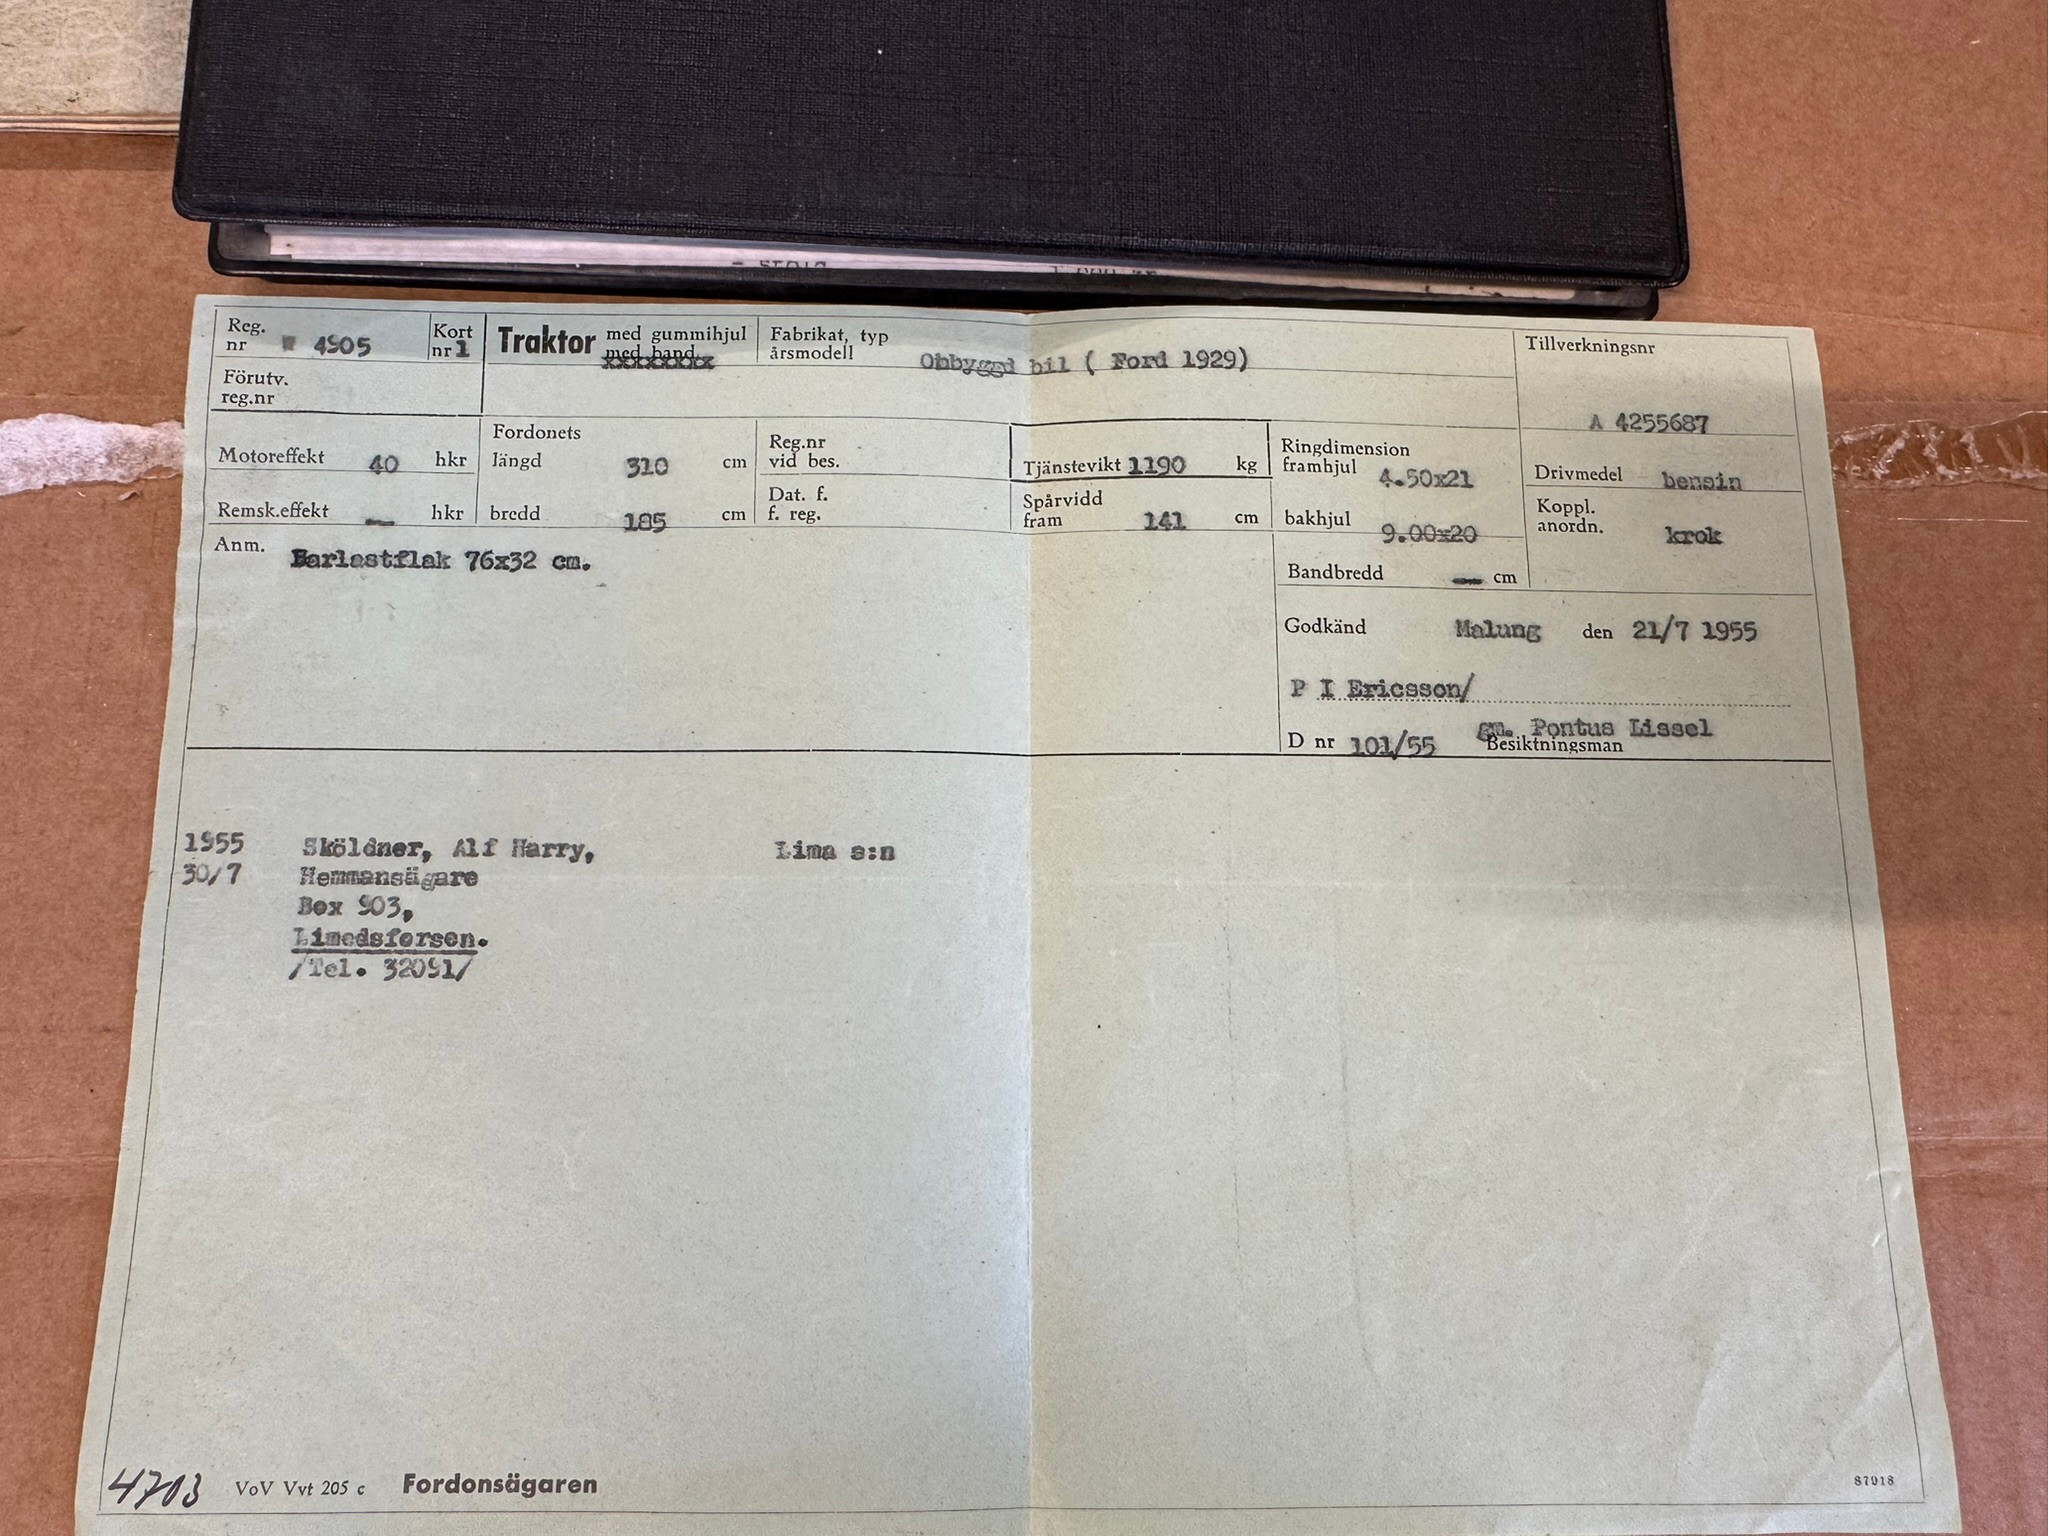 Reg. nr W 4905
Kort nr 1
Traktor med gummihjul
med band
Fabrikat, typ årsmodell
Ombyggd bil ( Ford 1929)
Tillverkningsnr
A 4255687
Förutv. reg.nr
Motoreffekt 40 hkr
Fordonets längd 310 cm
Reg.nr vid bes.
Tjänstevikt 1190 kg
Ringdimension framhjul 4.50x21
Drivmedel bensin
Remsk.effekt — hkr
bredd 185 cm
Dat. f. f. reg.
Spårvidd fram 141 cm
bakhjul 9.00x20
Koppl. anordn. krok
Anm. Barlastflak 76x32 cm.
Bandbredd — cm
Godkänd Malung den 21/7 1955
P I Ericsson/
gm. Pontus Lissel
D nr 101/55 Besiktningsman
1955 Sköldner, Alf Harry, Lima s:n
30/7 Hemmansägare
Box 903,
Limedsforsen.
/Tel. 32091/
4703 VoV Vvt 205 c Fordonsägaren
87918